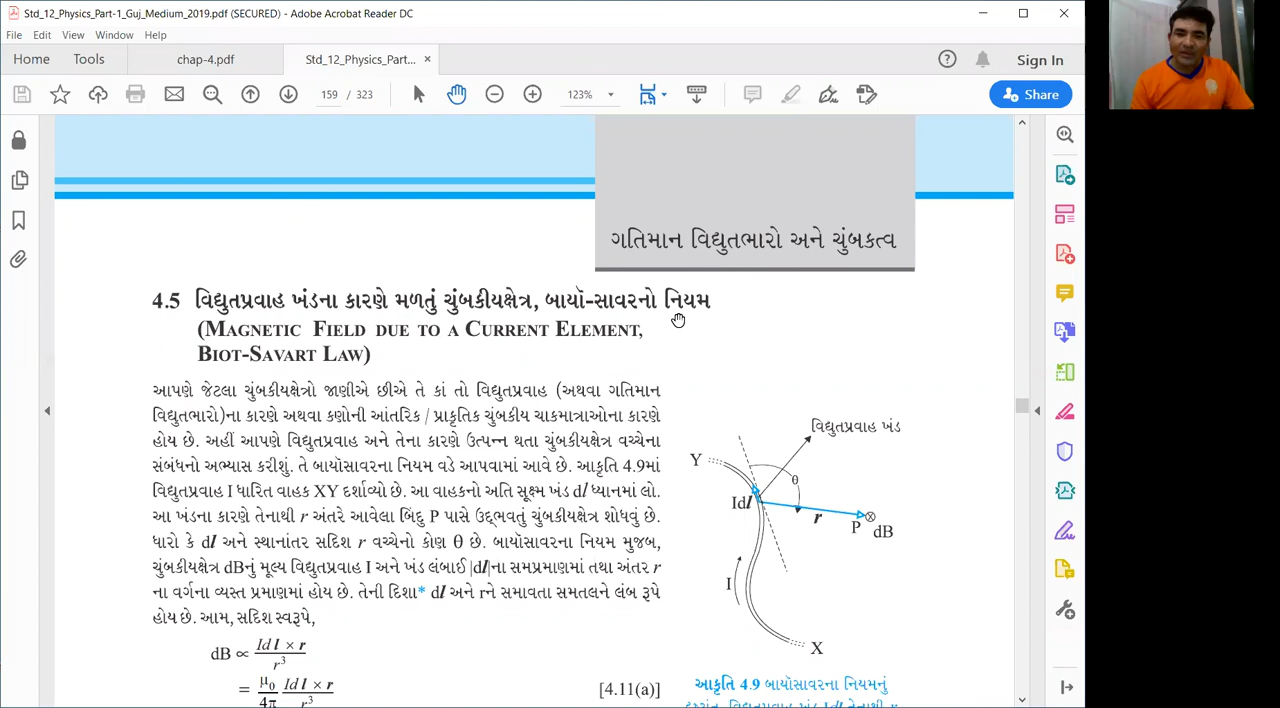 Std_12_Physics_Part-1_Guj_Medium_2019.pdf (SECURED) - Adobe Acrobat Reader DC
File Edit View Window Help
Home Tools chap-4.pdf Std_12_Physics_Part... × Sign In
159 / 323 123% Share
ગતિમાન વિદ્યુતભારો અને ચુંબકત્વ
4.5 વિદ્યુતપ્રવાહ ખંડના કારણે મળતું ચુંબકીયક્ષેત્ર, બાયૉ-સાવરનો નિયમ
(MAGNETIC FIELD DUE TO A CURRENT ELEMENT,
BIOT-SAVART LAW)
આપણે જેટલા ચુંબકીયક્ષેત્રો જાણીએ છીએ તે કાં તો વિદ્યુતપ્રવાહ (અથવા ગતિમાન
વિદ્યુતભારો)ના કારણે અથવા કણોની આંતરિક / પ્રાકૃતિક ચુંબકીય ચાકમાત્રાઓના કારણે
હોય છે. અહીં આપણે વિદ્યુતપ્રવાહ અને તેના કારણે ઉત્પન્ન થતા ચુંબકીયક્ષેત્ર વચ્ચેના
સંબંધનો અભ્યાસ કરીશું. તે બાયૉસાવરના નિયમ વડે આપવામાં આવે છે. આકૃતિ 4.9માં
વિદ્યુતપ્રવાહ I ધારિત વાહક XY દર્શાવ્યો છે. આ વાહકનો અતિ સૂક્ષ્મ ખંડ dl ધ્યાનમાં લો.
આ ખંડના કારણે તેનાથી r અંતરે આવેલા બિંદુ P પાસે ઉદ્‌ભવતું ચુંબકીયક્ષેત્ર શોધવું છે.
ધારો કે dl અને સ્થાનાંતર સદિશ r વચ્ચેનો કોણ θ છે. બાયૉસાવરના નિયમ મુજબ,
ચુંબકીયક્ષેત્ર dBનું મૂલ્ય વિદ્યુતપ્રવાહ I અને ખંડ લંબાઈ |dl|ના સમપ્રમાણમાં તથા અંતર r
ના વર્ગના વ્યસ્ત પ્રમાણમાં હોય છે. તેની દિશા* dl અને rને સમાવતા સમતલને લંબ રૂપે
હોય છે. આમ, સદિશ સ્વરૂપે,
dB ∝ Idl × r / r³
= μ₀/4π Idl × r / r³ [4.11(a)]
વિદ્યુતપ્રવાહ ખંડ
Y
θ
Idl
r
P
dB
I
X
આકૃતિ 4.9 બાયૉસાવરના નિયમનું